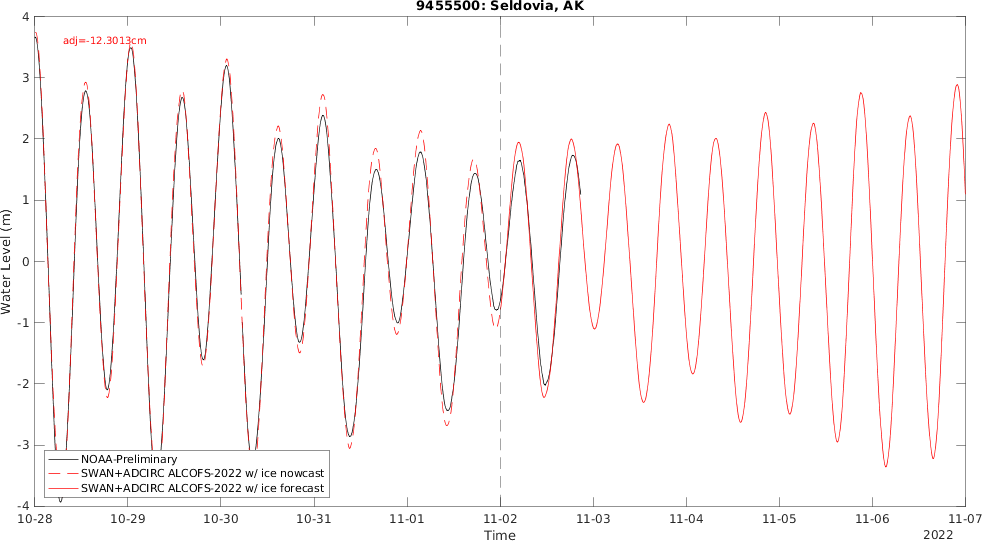 9455500: Seldovia, AK
adj=-12.3013cm
Water Level (m)
4
3
2
1
0
-1
-2
-3
-4
NOAA-Preliminary
SWAN+ADCIRC ALCOFS-2022 w/ ice nowcast
SWAN+ADCIRC ALCOFS-2022 w/ ice forecast
10-28 10-29 10-30 10-31 11-01 11-02 11-03 11-04 11-05 11-06 11-07
Time
2022